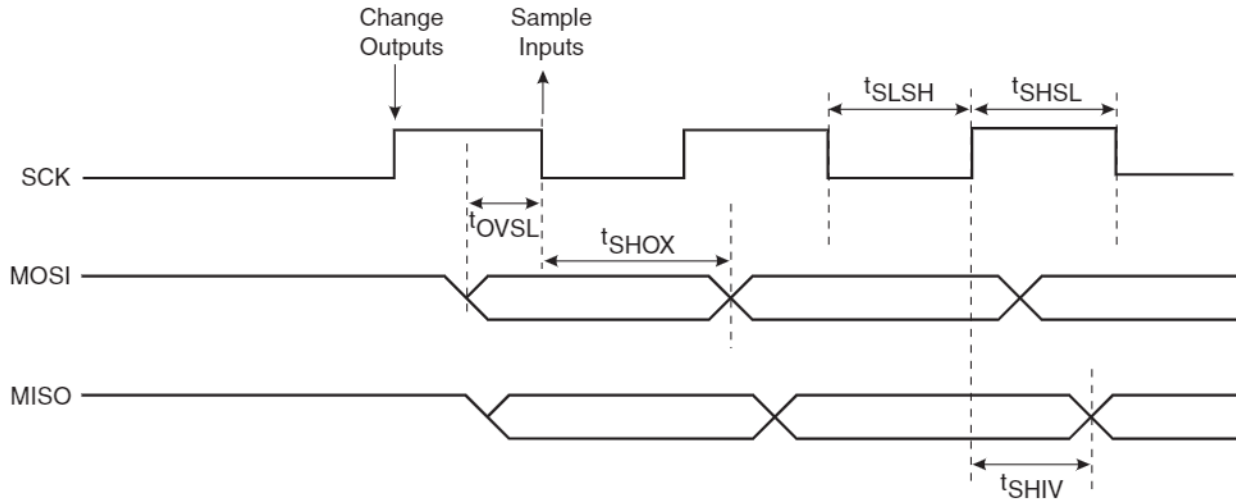 Change
Outputs
Sample
Inputs
tSLSH
tSHSL
SCK
tOVSL
tSHOX
MOSI
MISO
tSHIV